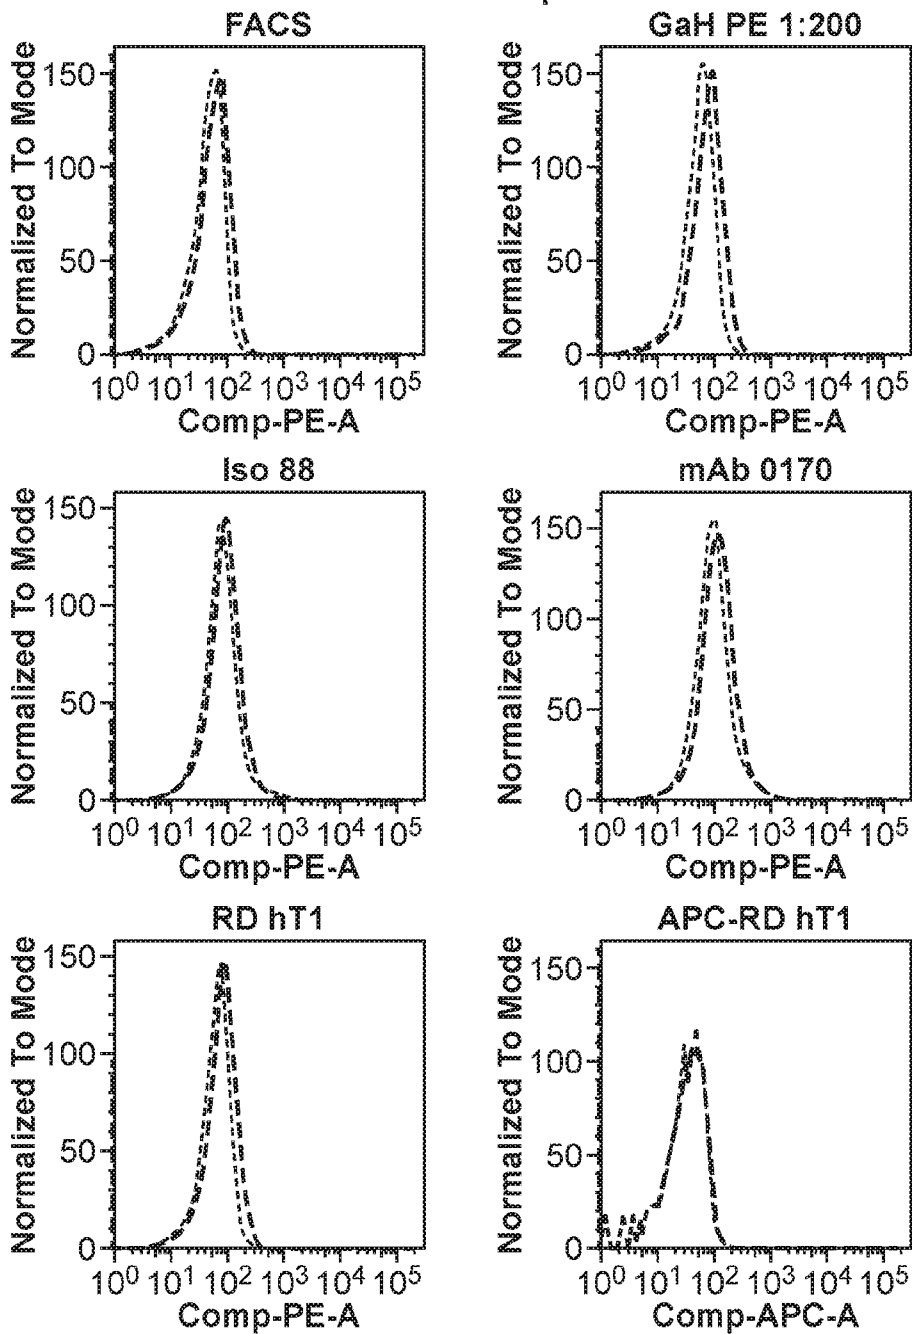 FACS
Normalized To Mode
150
100
50
0
10⁰ 10¹ 10² 10³ 10⁴ 10⁵
Comp-PE-A
GaH PE 1:200
Normalized To Mode
150
100
50
0
10⁰ 10¹ 10² 10³ 10⁴ 10⁵
Comp-PE-A
Iso 88
Normalized To Mode
150
100
50
0
10⁰ 10¹ 10² 10³ 10⁴ 10⁵
Comp-PE-A
mAb 0170
Normalized To Mode
150
100
50
0
10⁰ 10¹ 10² 10³ 10⁴ 10⁵
Comp-PE-A
RD hT1
Normalized To Mode
150
100
50
0
10⁰ 10¹ 10² 10³ 10⁴ 10⁵
Comp-PE-A
APC-RD hT1
Normalized To Mode
150
100
50
0
10⁰ 10¹ 10² 10³ 10⁴ 10⁵
Comp-APC-A